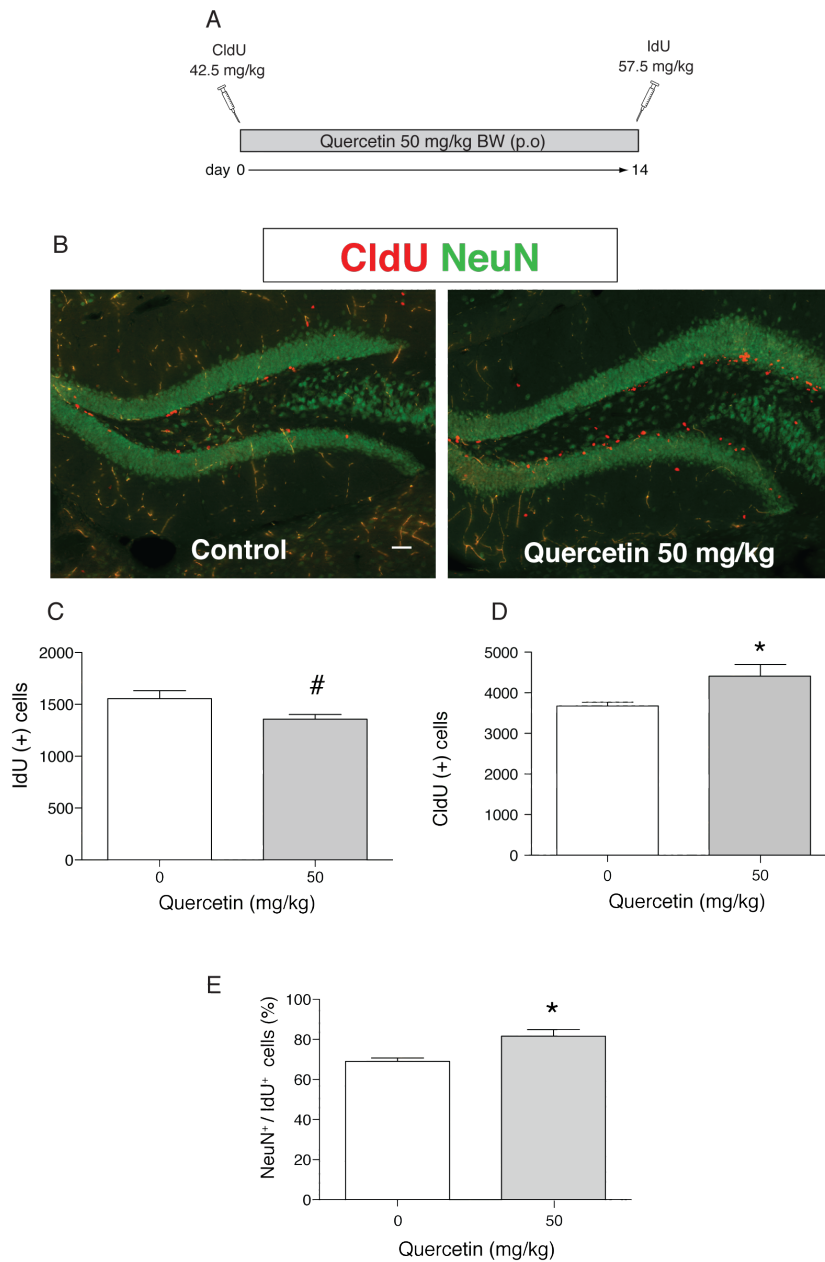 A
CldU
42.5 mg/kg
IdU
57.5 mg/kg
Quercetin 50 mg/kg BW (p.o)
day 0
14
B
CldU NeuN
Control
Quercetin 50 mg/kg
C
IdU (+) cells
2000
1500
1000
500
0
#
0
50
Quercetin (mg/kg)
D
CldU (+) cells
5000
4000
3000
2000
1000
0
*
0
50
Quercetin (mg/kg)
E
NeuN⁺ / IdU⁺ cells (%)
100
80
60
40
20
0
*
0
50
Quercetin (mg/kg)